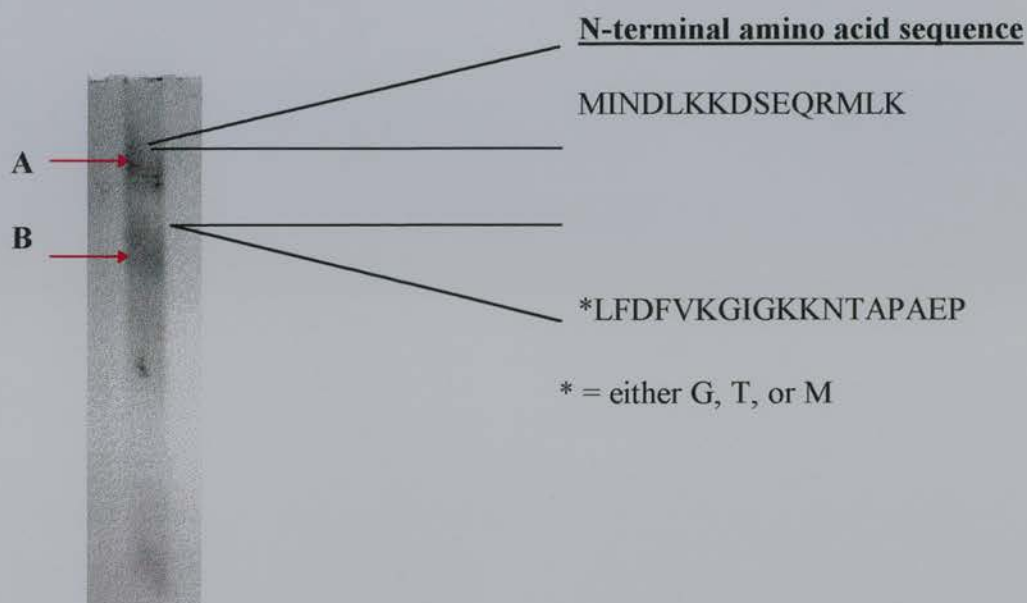 N-terminal amino acid sequence
MINDLKKDSEQRMLK
A
B
*LFDFVKGIGKKNTAPAEP
* = either G, T, or M